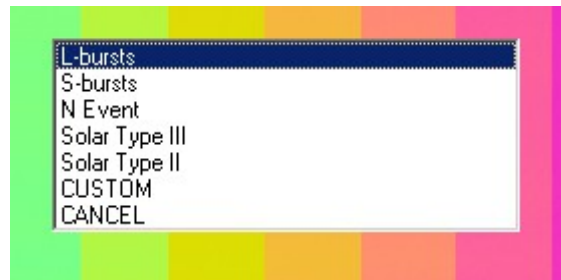 L-bursts
S-bursts
N Event
Solar Type III
Solar Type II
CUSTOM
CANCEL